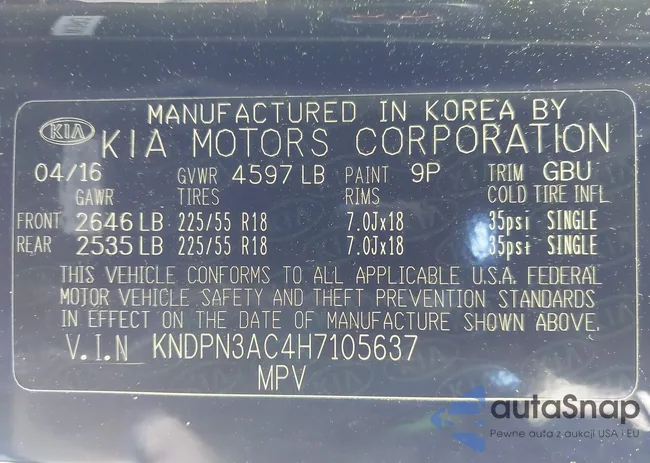 MANUFACTURED IN KOREA BY
KIA KIA MOTORS CORPORATION
04/16 GVWR 4597 LB PAINT 9P TRIM GBU
GAWR TIRES RIMS COLD TIRE INFL
FRONT 2646 LB 225/55 R18 7.0Jx18 35psi SINGLE
REAR 2535 LB 225/55 R18 7.0Jx18 35psi SINGLE
THIS VEHICLE CONFORMS TO ALL APPLICABLE U.S.A. FEDERAL
MOTOR VEHICLE SAFETY AND THEFT PREVENTION STANDARDS
IN EFFECT ON THE DATE OF MANUFACTURE SHOWN ABOVE.
V.I.N KNDPN3AC4H7105637
MPV
autaSnap
Pewne auta z aukcji USA i EU